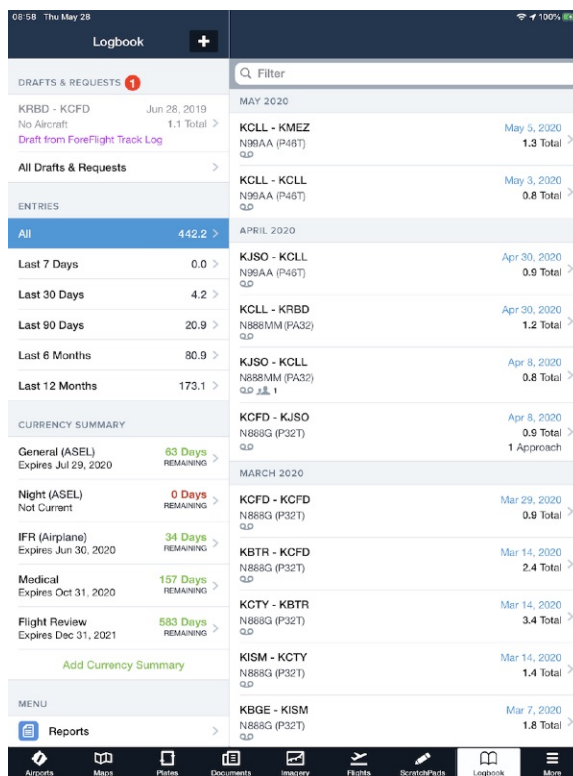 08:58 Thu May 28
100%
Logbook
DRAFTS & REQUESTS 1
KRBD - KCFD Jun 28, 2019
No Aircraft 1.1 Total
Draft from ForeFlight Track Log
All Drafts & Requests
ENTRIES
All 442.2
Last 7 Days 0.0
Last 30 Days 4.2
Last 90 Days 20.9
Last 6 Months 80.9
Last 12 Months 173.1
CURRENCY SUMMARY
General (ASEL) 63 Days
Expires Jul 29, 2020 REMAINING
Night (ASEL) 0 Days
Not Current REMAINING
IFR (Airplane) 34 Days
Expires Jun 30, 2020 REMAINING
Medical 157 Days
Expires Oct 31, 2020 REMAINING
Flight Review 583 Days
Expires Dec 31, 2021 REMAINING
Add Currency Summary
MENU
Reports
Filter
MAY 2020
KCLL - KMEZ May 5, 2020
N99AA (P46T) 1.3 Total
KCLL - KCLL May 3, 2020
N99AA (P46T) 0.8 Total
APRIL 2020
KJSO - KCLL Apr 30, 2020
N99AA (P46T) 0.9 Total
KCLL - KRBD Apr 30, 2020
N888MM (PA32) 1.2 Total
KJSO - KCLL Apr 8, 2020
N888MM (PA32) 0.8 Total
1
KCFD - KJSO Apr 8, 2020
N888G (P32T) 0.9 Total
1 Approach
MARCH 2020
KCFD - KCFD Mar 29, 2020
N888G (P32T) 0.9 Total
KBTR - KCFD Mar 14, 2020
N888G (P32T) 2.4 Total
KCTY - KBTR Mar 14, 2020
N888G (P32T) 3.4 Total
KISM - KCTY Mar 14, 2020
N888G (P32T) 1.4 Total
KBGE - KISM Mar 7, 2020
N888G (P32T) 1.8 Total
Airports Maps Plates Documents Imagery Flights ScratchPads Logbook More